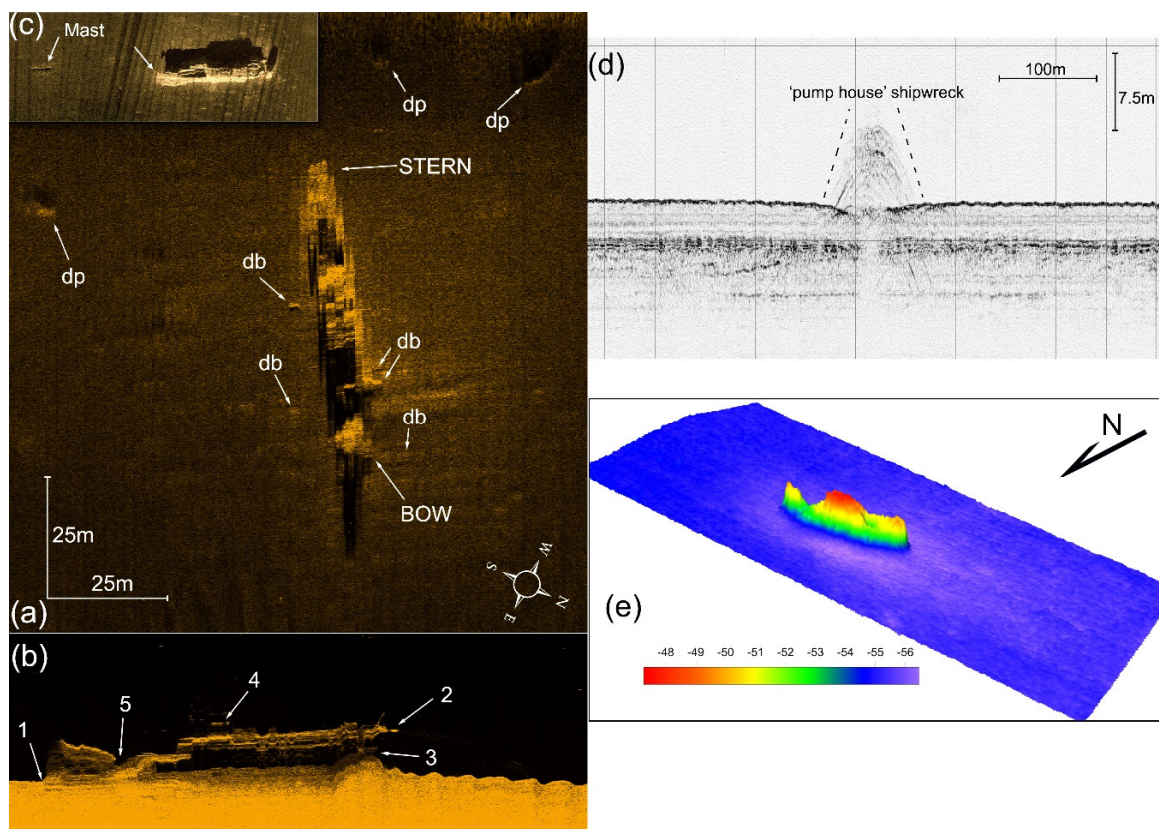 (c)
Mast
dp
dp
STERN
dp
db
db
db
db
BOW
25m
25m
W
S
N
E
(a)
(b)
1
5
4
2
3
(d)
100m
7.5m
'pump house' shipwreck
N
(e)
-48 -49 -50 -51 -52 -53 -54 -55 -56